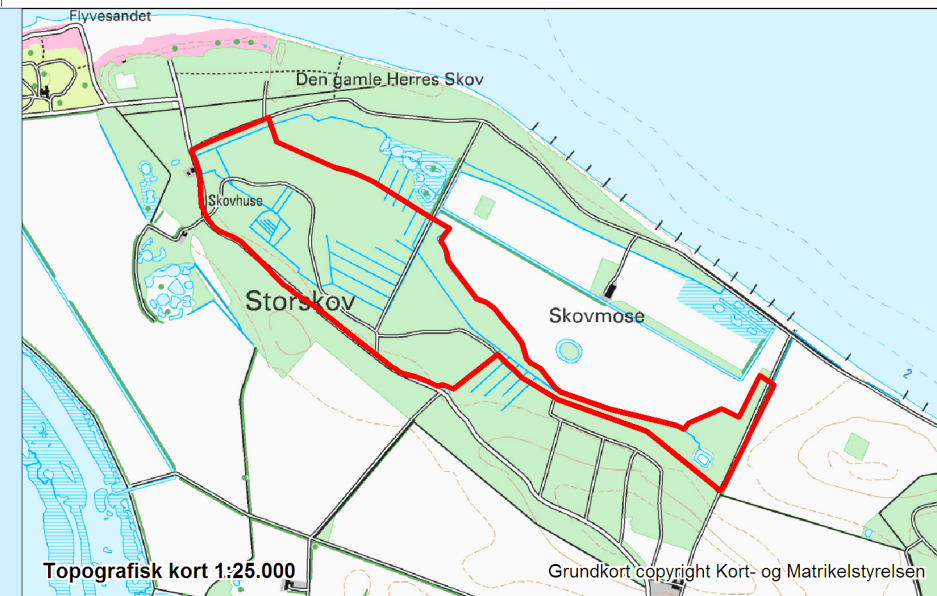 Flyvesandet
Den gamle Herres Skov
Skovhuse
Storskov
Skovmose
2
Topografisk kort 1:25.000
Grundkort copyright Kort- og Matrikelstyrelsen